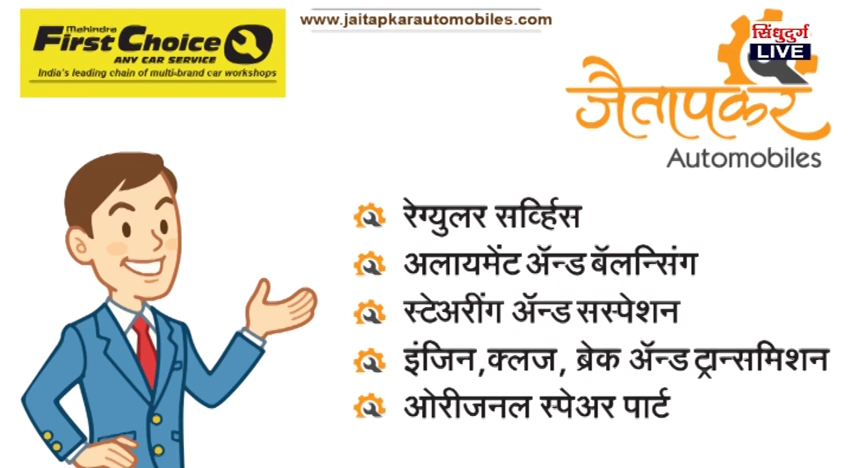 Mahindra
First Choice
ANY CAR SERVICE
India's leading chain of multi-brand car workshops
www.jaitapkarautomobiles.com
सिंधुदुर्ग
LIVE
जैतापकर
Automobiles
रेग्युलर सर्व्हिस
अलायमेंट ॲन्ड बॅलन्सिंग
स्टेअरींग ॲन्ड सस्पेशन
इंजिन,क्लज, ब्रेक ॲन्ड ट्रान्समिशन
ओरीजनल स्पेअर पार्ट